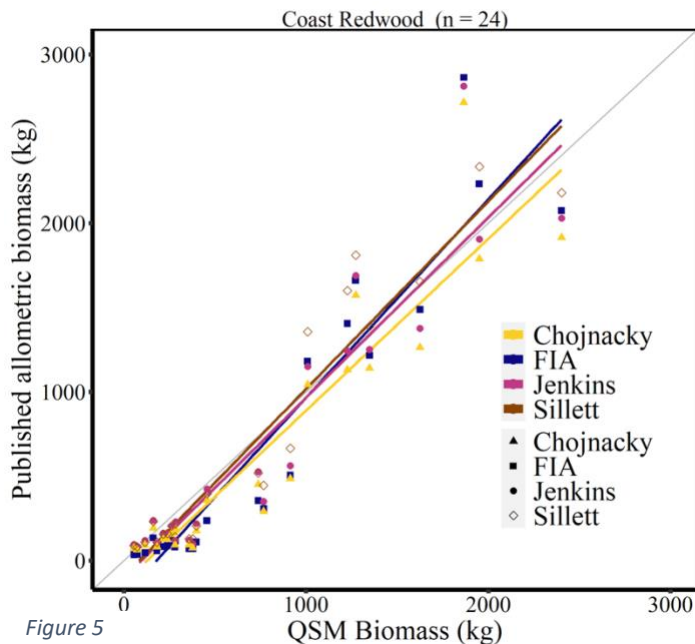 Coast Redwood (n = 24)
Published allometric biomass (kg)
3000
2000
1000
0
Chojnacky
FIA
Jenkins
Sillett
Chojnacky
FIA
Jenkins
Sillett
0
1000
2000
3000
QSM Biomass (kg)
Figure 5